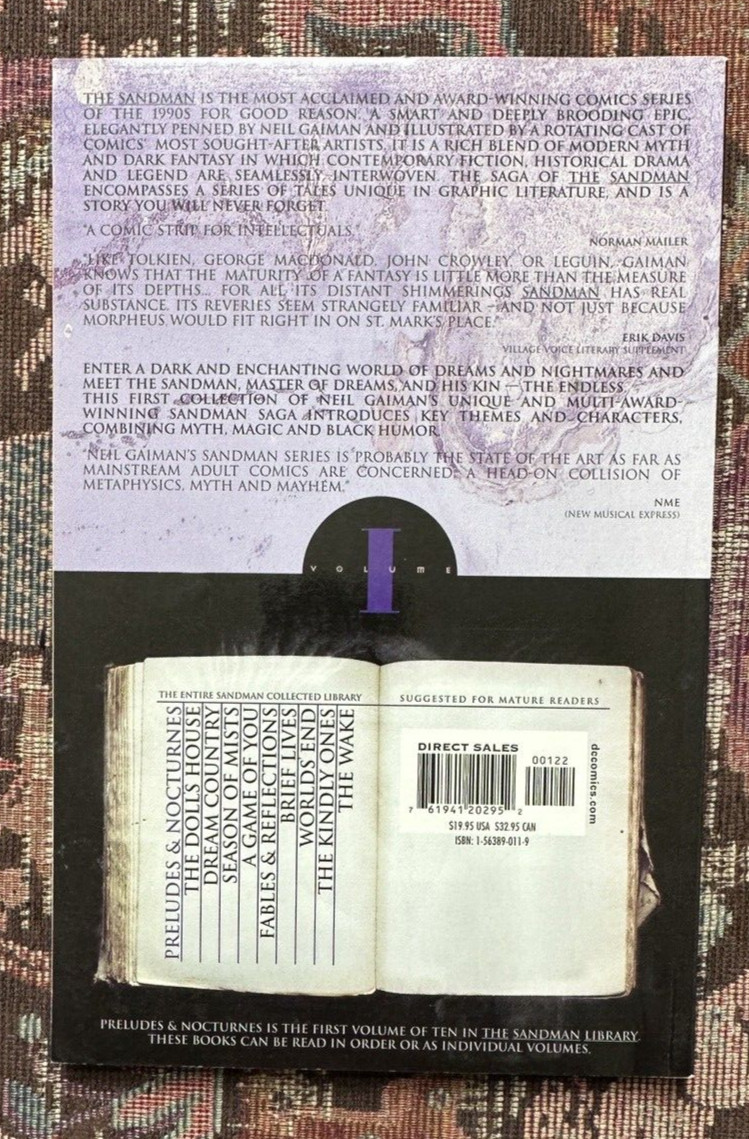 THE SANDMAN IS THE MOST ACCLAIMED AND AWARD-WINNING COMICS SERIES
OF THE 1990S FOR GOOD REASON. A SMART AND DEEPLY BROODING EPIC,
ELEGANTLY PENNED BY NEIL GAIMAN AND ILLUSTRATED BY A ROTATING CAST OF
COMICS' MOST SOUGHT-AFTER ARTISTS, IT IS A RICH BLEND OF MODERN MYTH
AND DARK FANTASY IN WHICH CONTEMPORARY FICTION, HISTORICAL DRAMA
AND LEGEND ARE SEAMLESSLY INTERWOVEN. THE SAGA OF THE SANDMAN
ENCOMPASSES A SERIES OF TALES UNIQUE IN GRAPHIC LITERATURE, AND IS A
STORY YOU WILL NEVER FORGET.
"A COMIC STRIP FOR INTELLECTUALS."
NORMAN MAILER
"LIKE TOLKIEN, GEORGE MACDONALD, JOHN CROWLEY, OR LEGUIN, GAIMAN
KNOWS THAT THE MATURITY OF A FANTASY IS LITTLE MORE THAN THE MEASURE
OF ITS DEPTHS... FOR ALL ITS DISTANT SHIMMERINGS SANDMAN HAS REAL
SUBSTANCE. ITS REVERIES SEEM STRANGELY FAMILIAR — AND NOT JUST BECAUSE
MORPHEUS WOULD FIT RIGHT IN ON ST. MARK'S PLACE."
ERIK DAVIS
VILLAGE VOICE LITERARY SUPPLEMENT
ENTER A DARK AND ENCHANTING WORLD OF DREAMS AND NIGHTMARES AND
MEET THE SANDMAN, MASTER OF DREAMS, AND HIS KIN — THE ENDLESS.
THIS FIRST COLLECTION OF NEIL GAIMAN'S UNIQUE AND MULTI-AWARD-
WINNING SANDMAN SAGA INTRODUCES KEY THEMES AND CHARACTERS,
COMBINING MYTH, MAGIC AND BLACK HUMOR.
"NEIL GAIMAN'S SANDMAN SERIES IS PROBABLY THE STATE OF THE ART AS FAR AS
MAINSTREAM ADULT COMICS ARE CONCERNED; A HEAD-ON COLLISION OF
METAPHYSICS, MYTH AND MAYHEM."
NME
(NEW MUSICAL EXPRESS)
VOLUME
I
THE ENTIRE SANDMAN COLLECTED LIBRARY
PRELUDES & NOCTURNES
THE DOLLS HOUSE
DREAM COUNTRY
SEASON OF MISTS
A GAME OF YOU
FABLES & REFLECTIONS
BRIEF LIVES
WORLDS END
THE KINDLY ONES
THE WAKE
SUGGESTED FOR MATURE READERS
DIRECT SALES
00122
7 61941 20295 2
$19.95 USA $32.95 CAN
ISBN: 1-56389-011-9
dccomics.com
PRELUDES & NOCTURNES IS THE FIRST VOLUME OF TEN IN THE SANDMAN LIBRARY.
THESE BOOKS CAN BE READ IN ORDER OR AS INDIVIDUAL VOLUMES.